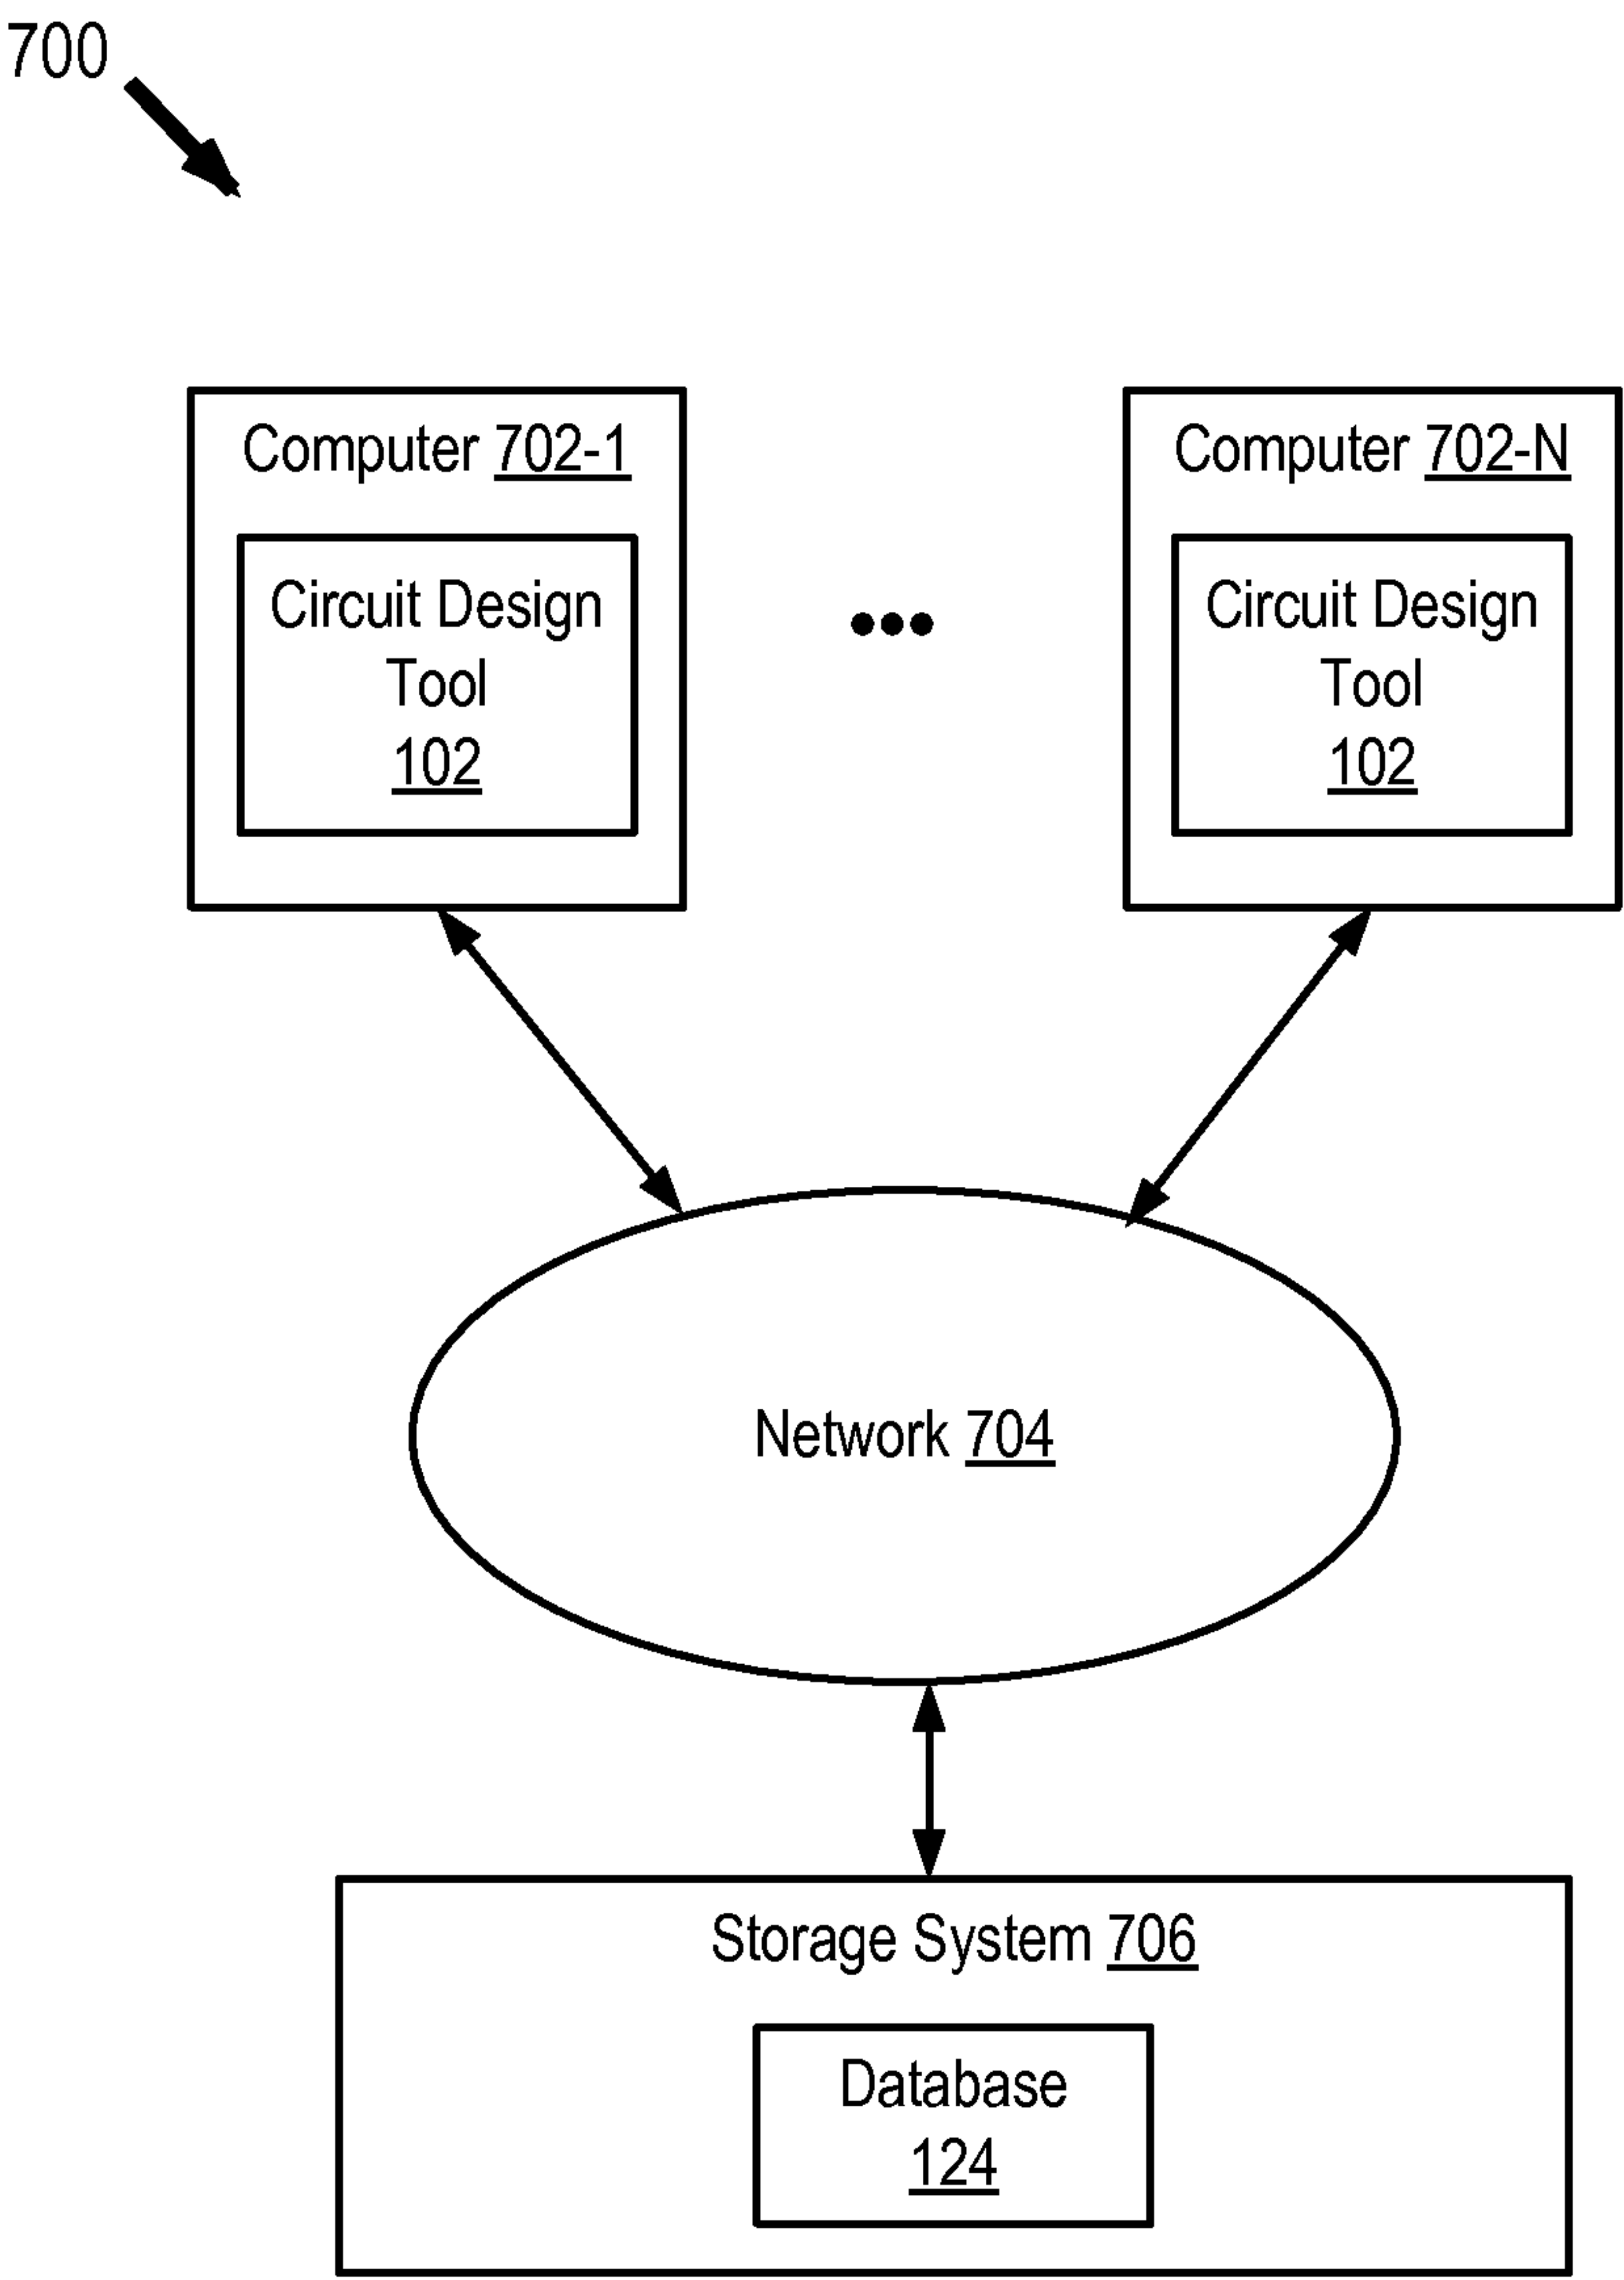 700
Computer 702-1
Circuit Design
Tool
102
Computer 702-N
Circuit Design
Tool
102
Network 704
Storage System 706
Database
124